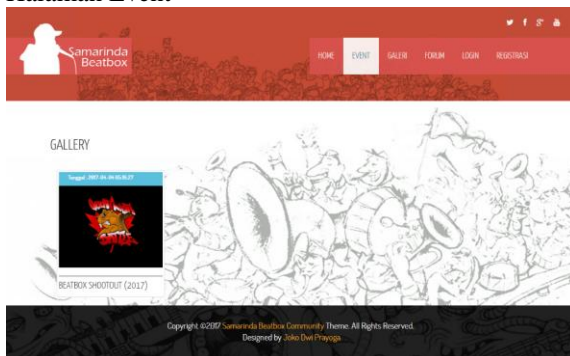 Halaman Event
Samarinda
Beatbox
HOME EVENT GALERI FORUM LOGIN REGISTRASI
GALLERY
BEATBOX SHOOTOUT (2017)
Copyright ©2017 Samarinda Beatbox Community Theme. All Rights Reserved.
Designed by Joko Dwi Prayoga